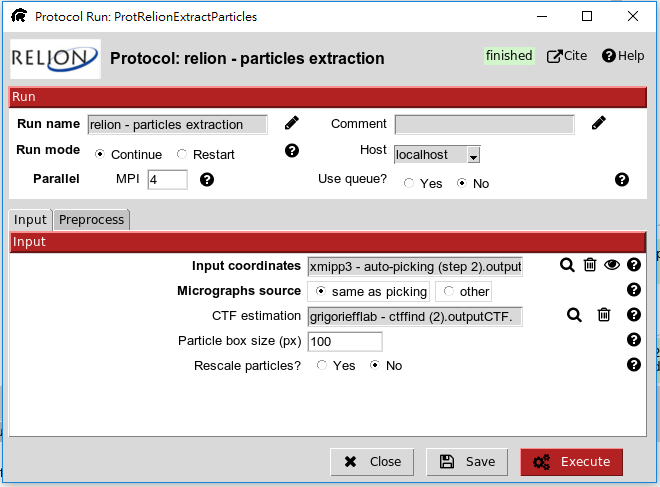 Protocol Run: ProtRelionExtractParticles
RELION Protocol: relion - particles extraction finished Cite Help
Run
Run name relion - particles extraction Comment
Run mode Continue Restart Host localhost
Parallel MPI 4 Use queue? Yes No
Input Preprocess
Input
Input coordinates xmipp3 - auto-picking (step 2).output
Micrographs source same as picking other
CTF estimation grigoriefflab - ctffind (2).outputCTF.
Particle box size (px) 100
Rescale particles? Yes No
Close Save Execute